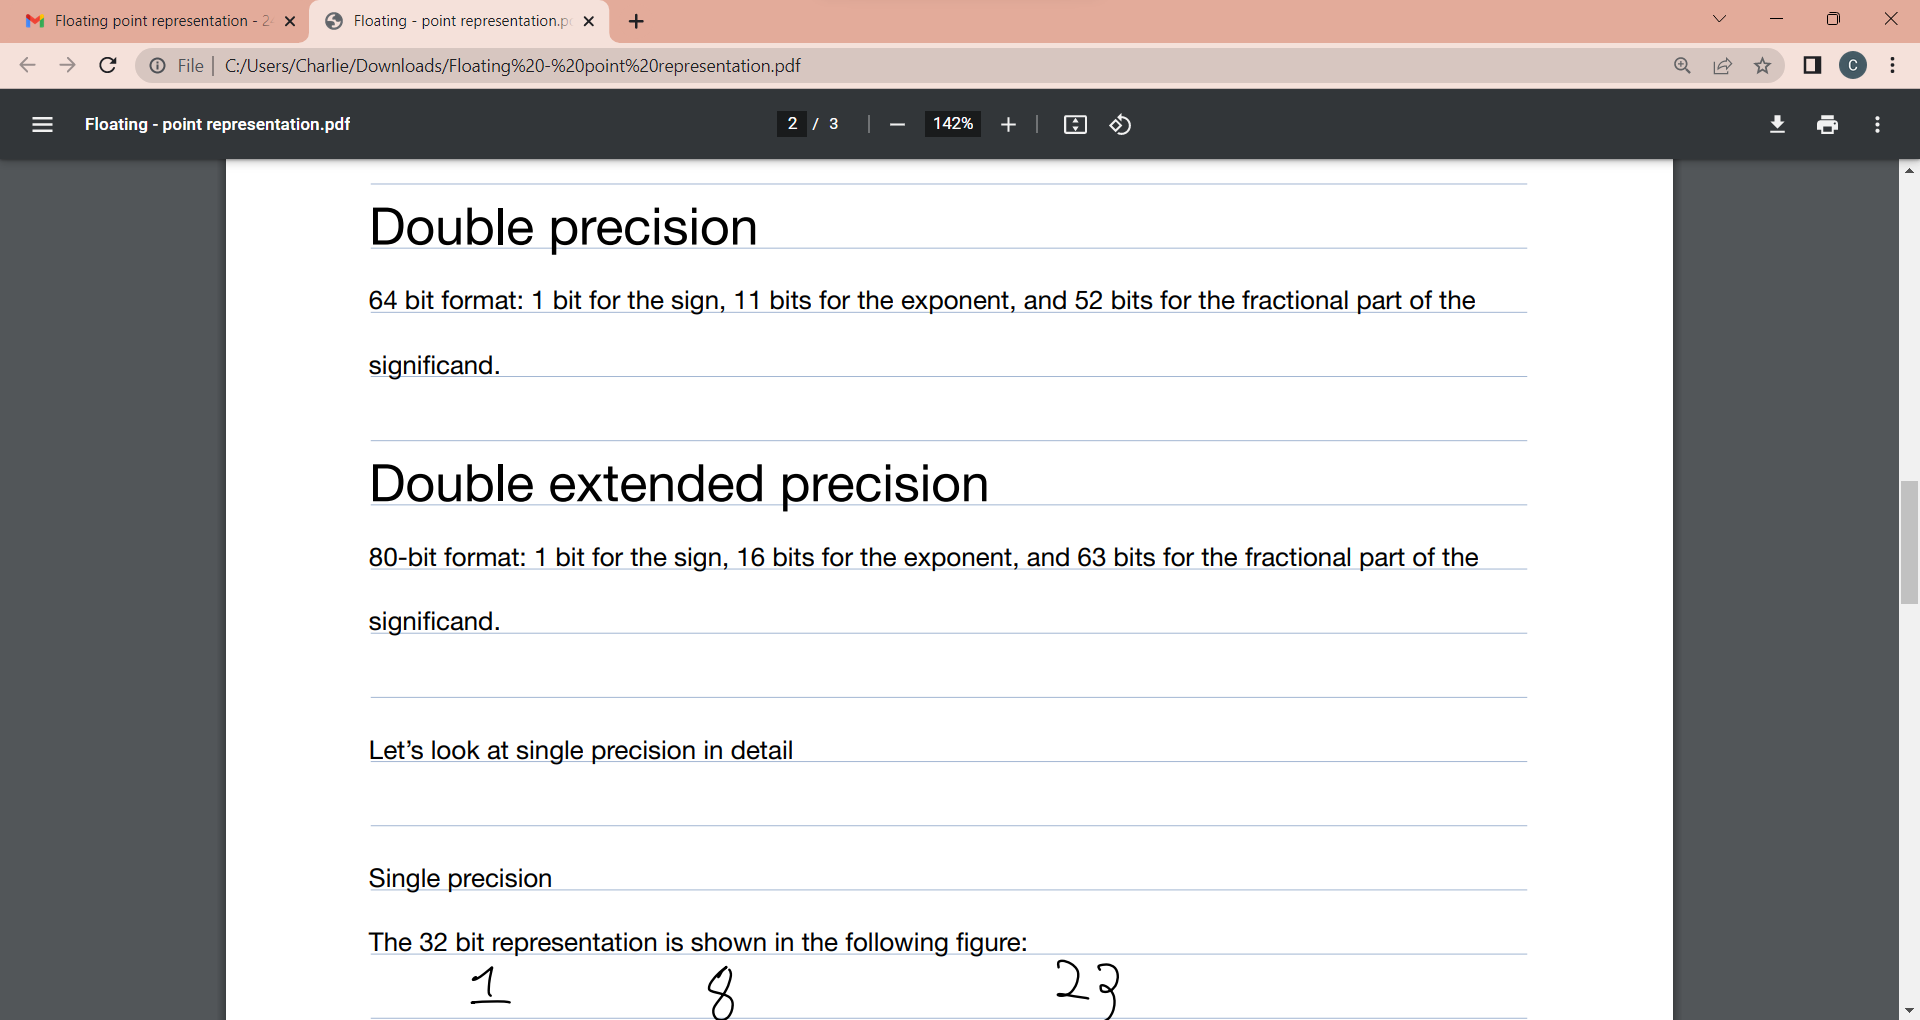 Floating point representation - 2
Floating - point representation.p
File | C:/Users/Charlie/Downloads/Floating%20-%20point%20representation.pdf
C
Floating - point representation.pdf
2 / 3
142%
Double precision
64 bit format: 1 bit for the sign, 11 bits for the exponent, and 52 bits for the fractional part of the
significand.
Double extended precision
80-bit format: 1 bit for the sign, 16 bits for the exponent, and 63 bits for the fractional part of the
significand.
Let’s look at single precision in detail
Single precision
The 32 bit representation is shown in the following figure:
1 8 23